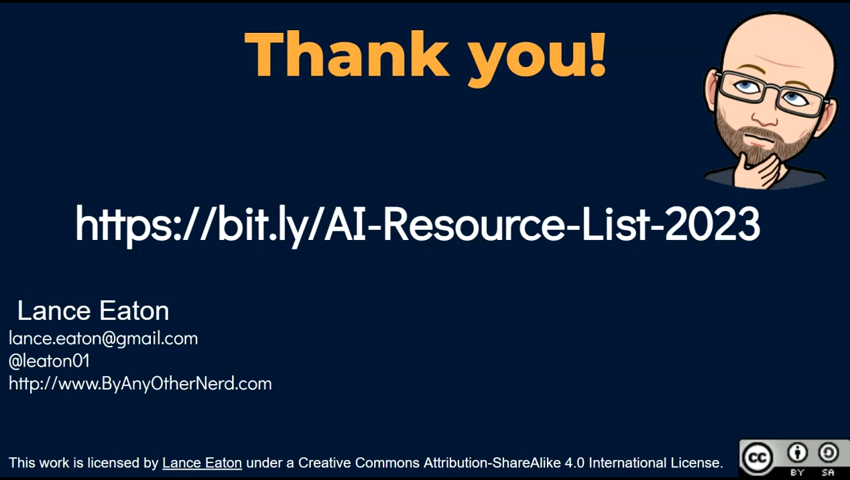 Thank you!
https://bit.ly/AI-Resource-List-2023
Lance Eaton
lance.eaton@gmail.com
@leaton01
http://www.ByAnyOtherNerd.com
This work is licensed by Lance Eaton under a Creative Commons Attribution-ShareAlike 4.0 International License.
cc
BY SA